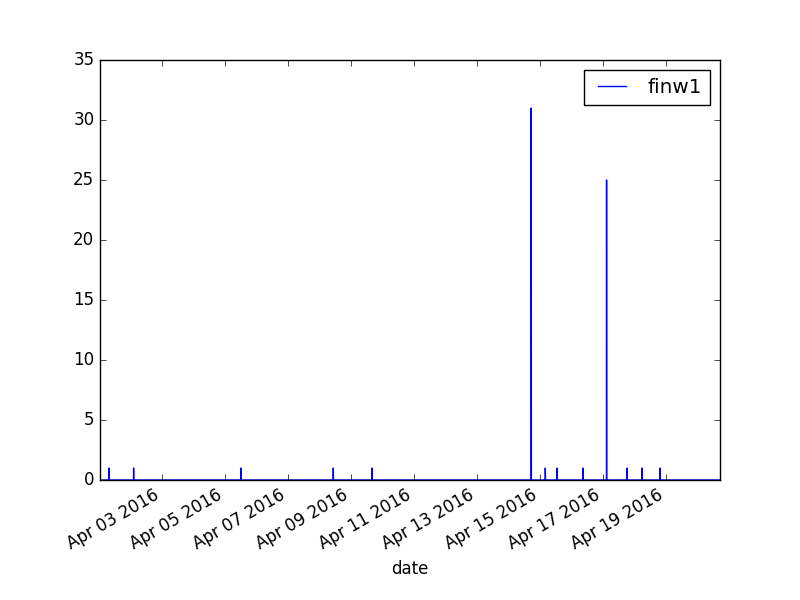 35
finw1
30
25
20
15
10
5
0
Apr 03 2016
Apr 05 2016
Apr 07 2016
Apr 09 2016
Apr 11 2016
Apr 13 2016
Apr 15 2016
Apr 17 2016
Apr 19 2016
date